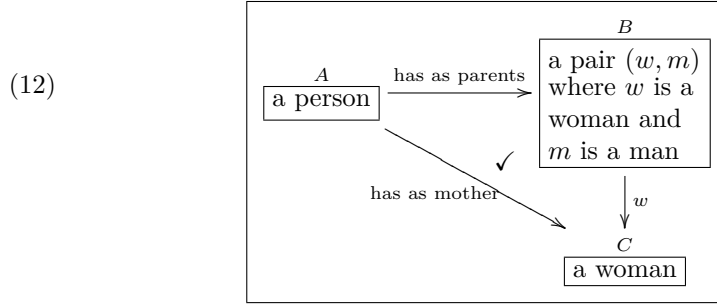 (12)
A
a person
has as parents
B
a pair (w, m)
where w is a
woman and
m is a man
✓
has as mother
w
C
a woman